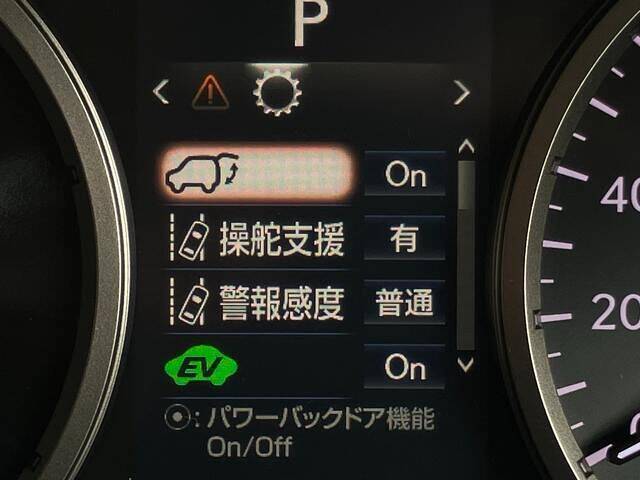 P
On
操舵支援 有
警報感度 普通
EV On
: パワーバックドア機能
On/Off
40
20